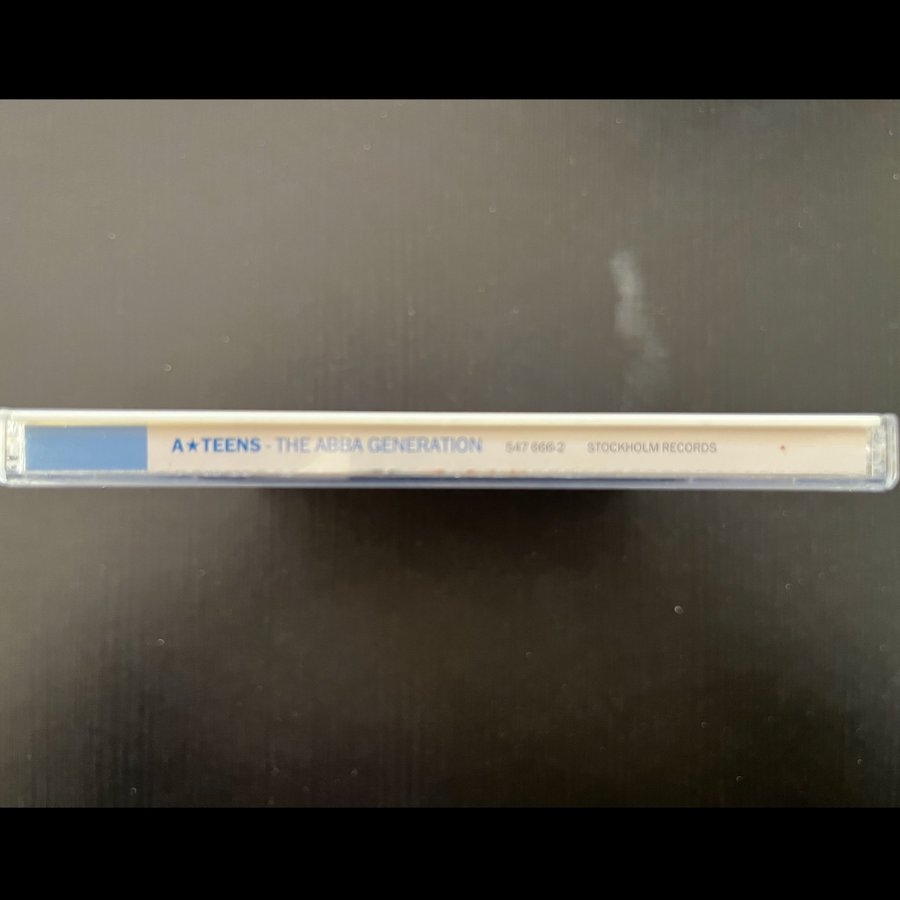 A★TEENS - THE ABBA GENERATION 547 666-2 STOCKHOLM RECORDS